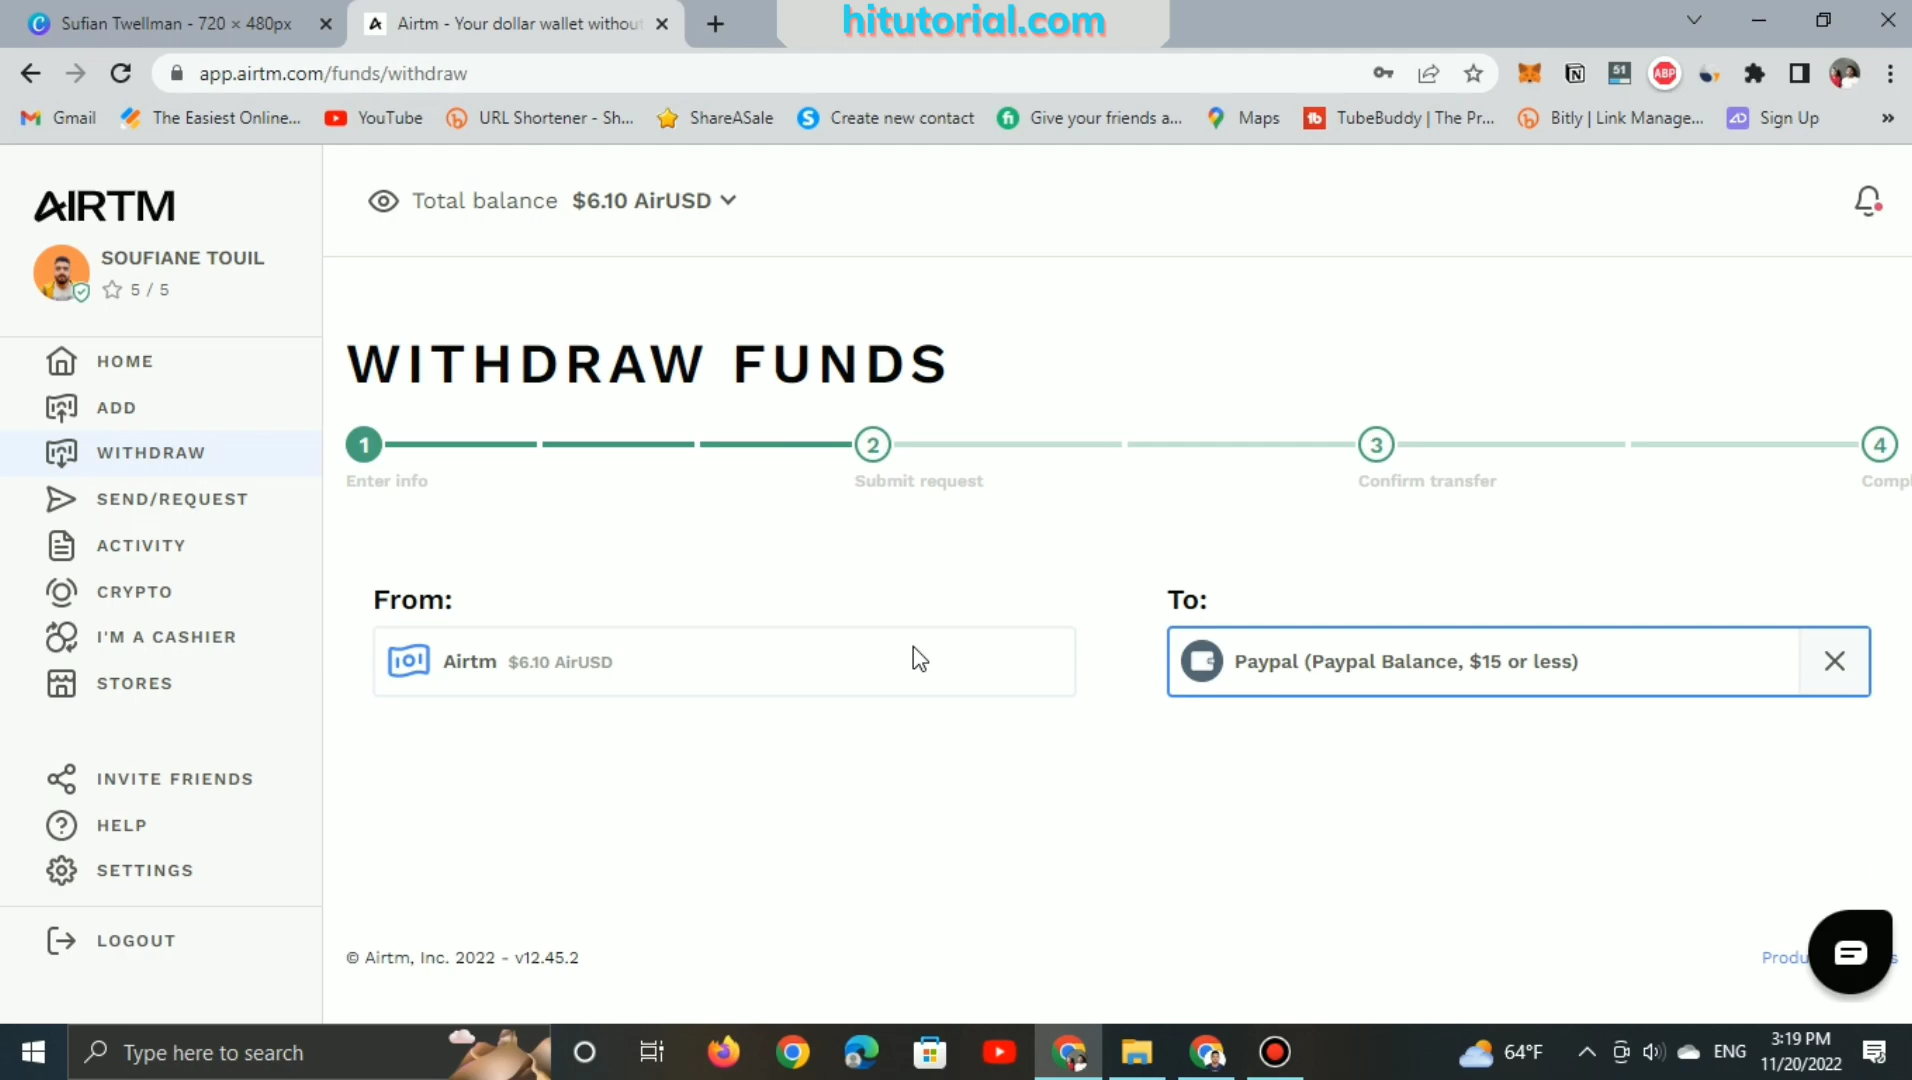 Sufian Twellman - 720 × 480px
Airtm - Your dollar wallet withou
hitutorial.com
app.airtm.com/funds/withdraw
51
ABP
Gmail
The Easiest Online...
YouTube
URL Shortener - Sh...
ShareASale
Create new contact
Give your friends a...
Maps
TubeBuddy | The Pr...
Bitly | Link Manage...
Sign Up
»
AIRTM
SOUFIANE TOUIL
5 / 5
Total balance $6.10 AirUSD
HOME
ADD
WITHDRAW
SEND/REQUEST
ACTIVITY
CRYPTO
I'M A CASHIER
STORES
INVITE FRIENDS
HELP
SETTINGS
LOGOUT
WITHDRAW FUNDS
1
2
3
4
Enter info
Submit request
Confirm transfer
Compl
From:
To:
Airtm $6.10 AirUSD
Paypal (Paypal Balance, $15 or less)
© Airtm, Inc. 2022 - v12.45.2
Produ
s
Type here to search
64°F
ENG
3:19 PM
11/20/2022